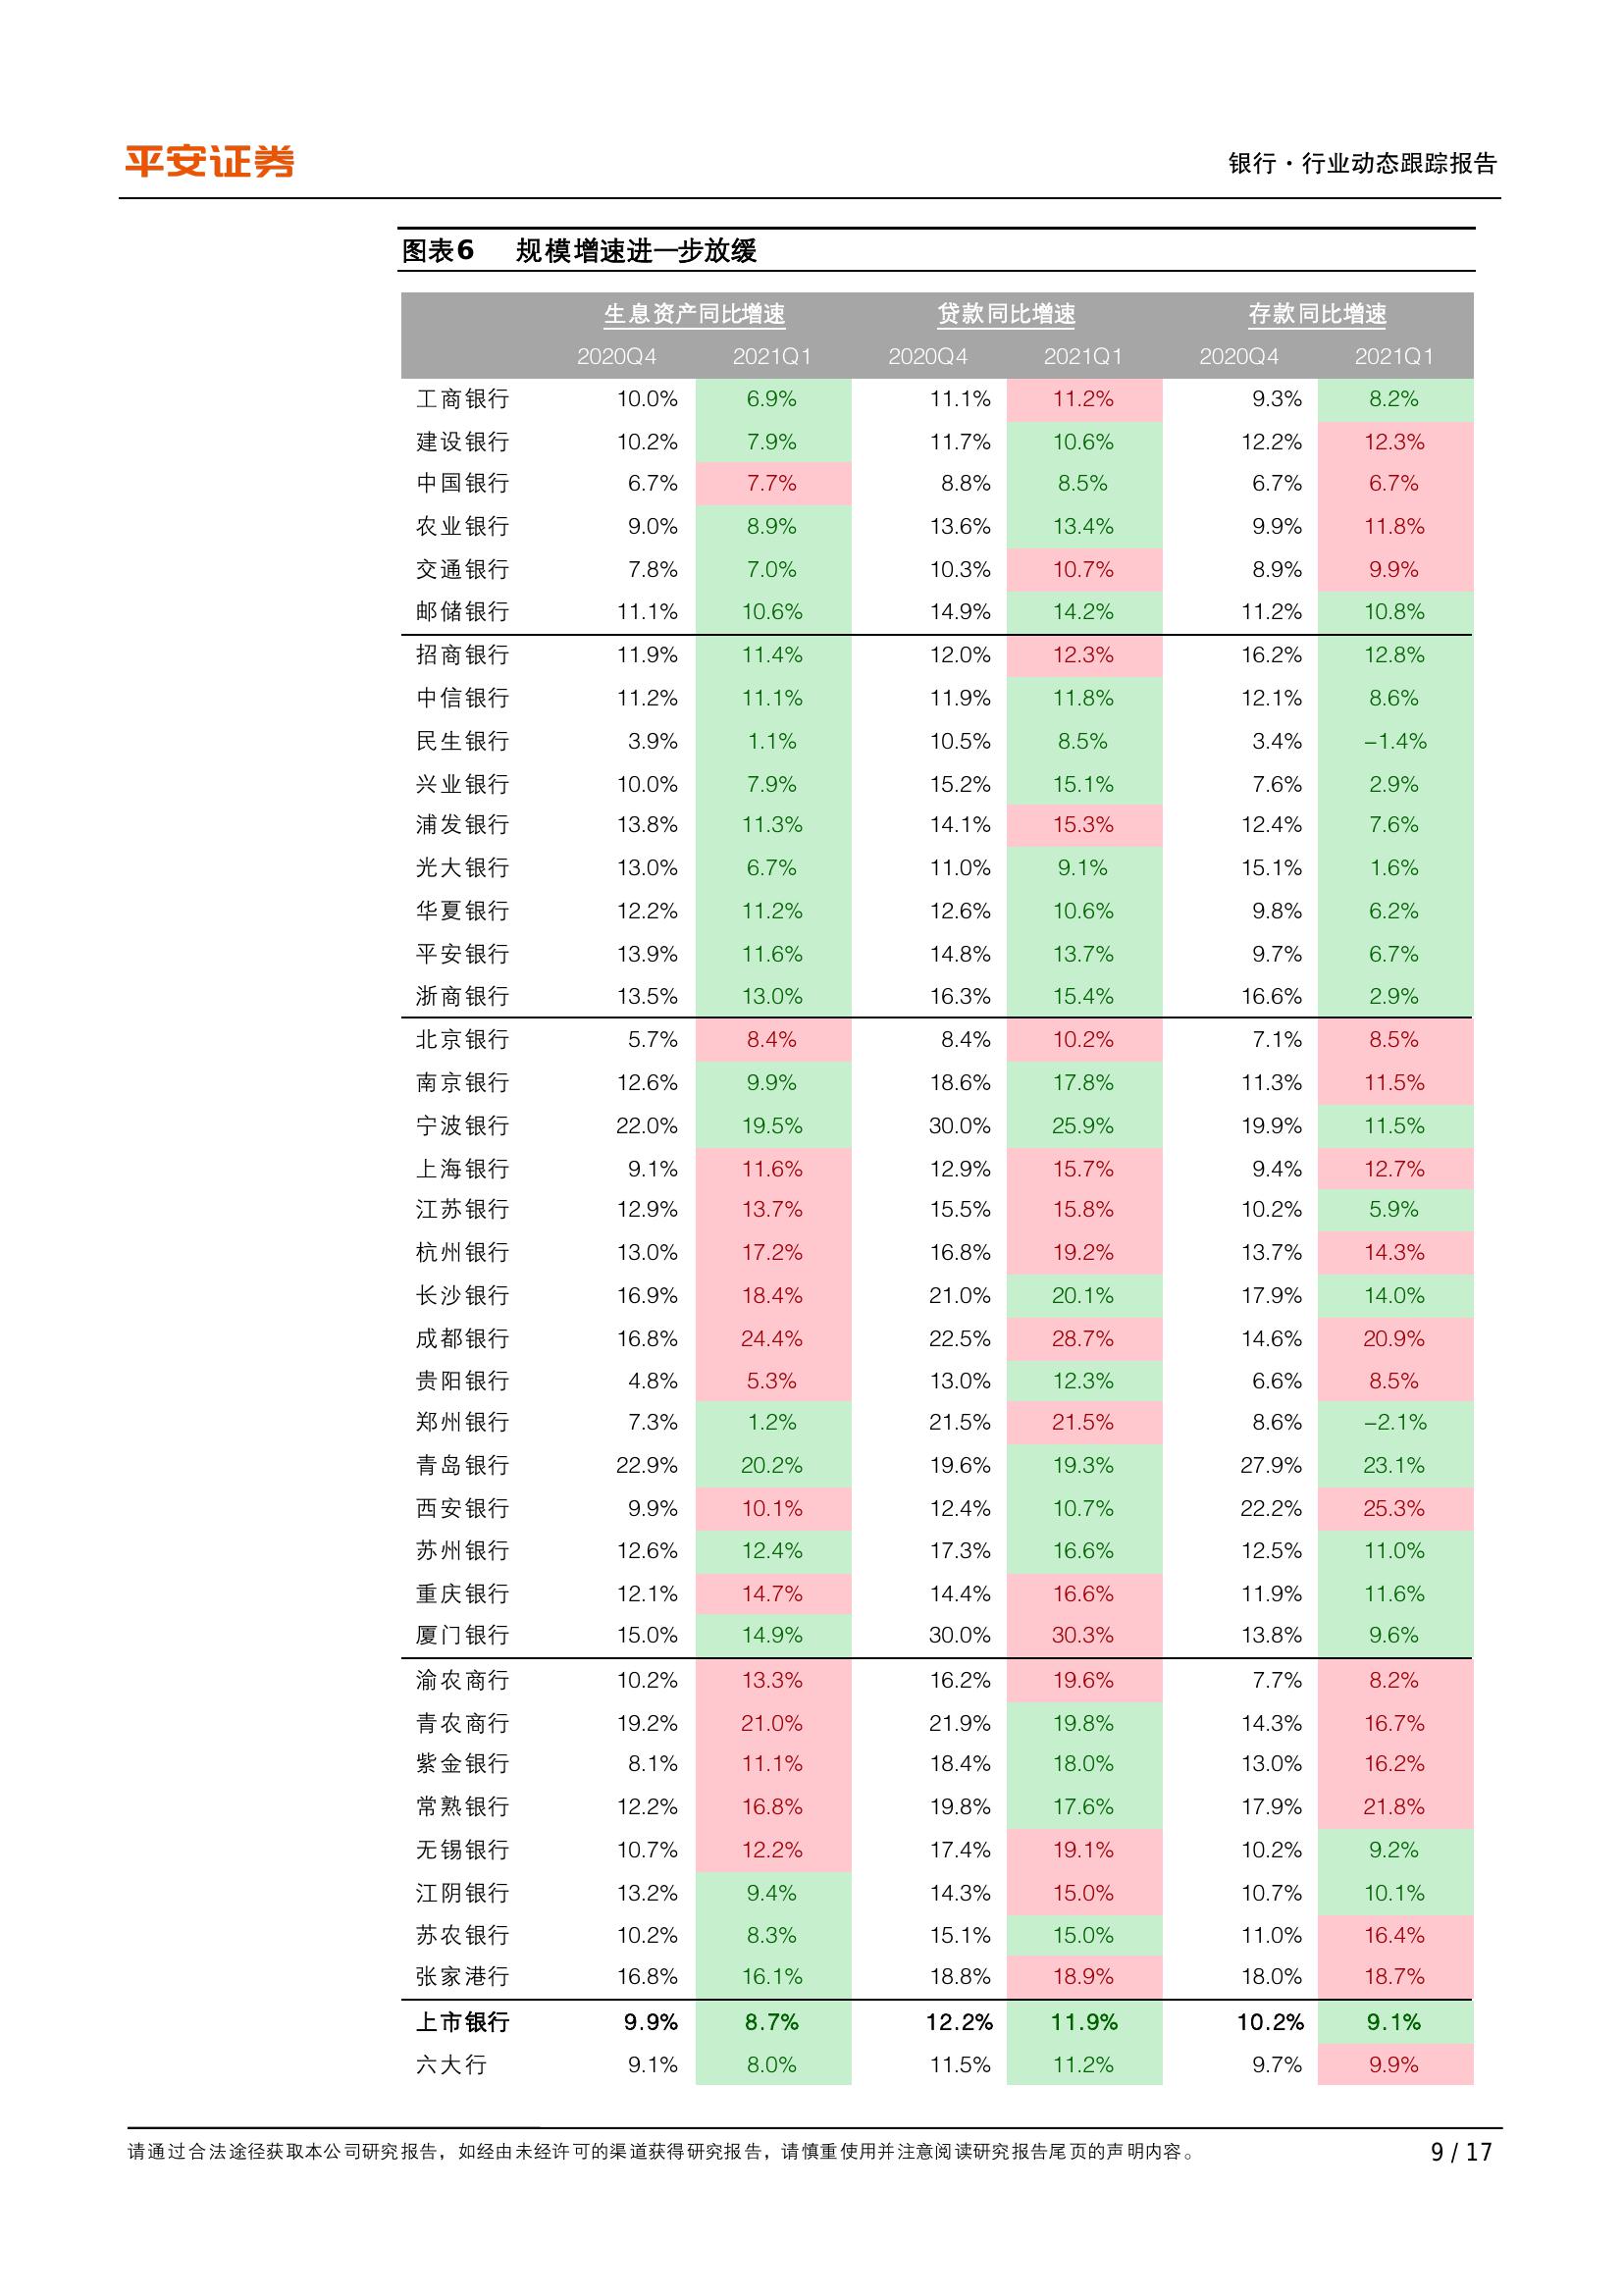 平安证券
银行·行业动态跟踪报告
图表6 规模增速进一步放缓
生息资产同比增速 贷款同比增速 存款同比增速
2020Q4 2021Q1 2020Q4 2021Q1 2020Q4 2021Q1
工商银行 10.0% 6.9% 11.1% 11.2% 9.3% 8.2%
建设银行 10.2% 7.9% 11.7% 10.6% 12.2% 12.3%
中国银行 6.7% 7.7% 8.8% 8.5% 6.7% 6.7%
农业银行 9.0% 8.9% 13.6% 13.4% 9.9% 11.8%
交通银行 7.8% 7.0% 10.3% 10.7% 8.9% 9.9%
邮储银行 11.1% 10.6% 14.9% 14.2% 11.2% 10.8%
招商银行 11.9% 11.4% 12.0% 12.3% 16.2% 12.8%
中信银行 11.2% 11.1% 11.9% 11.8% 12.1% 8.6%
民生银行 3.9% 1.1% 10.5% 8.5% 3.4% -1.4%
兴业银行 10.0% 7.9% 15.2% 15.1% 7.6% 2.9%
浦发银行 13.8% 11.3% 14.1% 15.3% 12.4% 7.6%
光大银行 13.0% 6.7% 11.0% 9.1% 15.1% 1.6%
华夏银行 12.2% 11.2% 12.6% 10.6% 9.8% 6.2%
平安银行 13.9% 11.6% 14.8% 13.7% 9.7% 6.7%
浙商银行 13.5% 13.0% 16.3% 15.4% 16.6% 2.9%
北京银行 5.7% 8.4% 8.4% 10.2% 7.1% 8.5%
南京银行 12.6% 9.9% 18.6% 17.8% 11.3% 11.5%
宁波银行 22.0% 19.5% 30.0% 25.9% 19.9% 11.5%
上海银行 9.1% 11.6% 12.9% 15.7% 9.4% 12.7%
江苏银行 12.9% 13.7% 15.5% 15.8% 10.2% 5.9%
杭州银行 13.0% 17.2% 16.8% 19.2% 13.7% 14.3%
长沙银行 16.9% 18.4% 21.0% 20.1% 17.9% 14.0%
成都银行 16.8% 24.4% 22.5% 28.7% 14.6% 20.9%
贵阳银行 4.8% 5.3% 13.0% 12.3% 6.6% 8.5%
郑州银行 7.3% 1.2% 21.5% 21.5% 8.6% -2.1%
青岛银行 22.9% 20.2% 19.6% 19.3% 27.9% 23.1%
西安银行 9.9% 10.1% 12.4% 10.7% 22.2% 25.3%
苏州银行 12.6% 12.4% 17.3% 16.6% 12.5% 11.0%
重庆银行 12.1% 14.7% 14.4% 16.6% 11.9% 11.6%
厦门银行 15.0% 14.9% 30.0% 30.3% 13.8% 9.6%
渝农商行 10.2% 13.3% 16.2% 19.6% 7.7% 8.2%
青农商行 19.2% 21.0% 21.9% 19.8% 14.3% 16.7%
紫金银行 8.1% 11.1% 18.4% 18.0% 13.0% 16.2%
常熟银行 12.2% 16.8% 19.8% 17.6% 17.9% 21.8%
无锡银行 10.7% 12.2% 17.4% 19.1% 10.2% 9.2%
江阴银行 13.2% 9.4% 14.3% 15.0% 10.7% 10.1%
苏农银行 10.2% 8.3% 15.1% 15.0% 11.0% 16.4%
张家港行 16.8% 16.1% 18.8% 18.9% 18.0% 18.7%
上市银行 9.9% 8.7% 12.2% 11.9% 10.2% 9.1%
六大行 9.1% 8.0% 11.5% 11.2% 9.7% 9.9%
请通过合法途径获取本公司研究报告，如经由未经许可的渠道获得研究报告，请慎重使用并注意阅读研究报告尾页的声明内容。
9 / 17